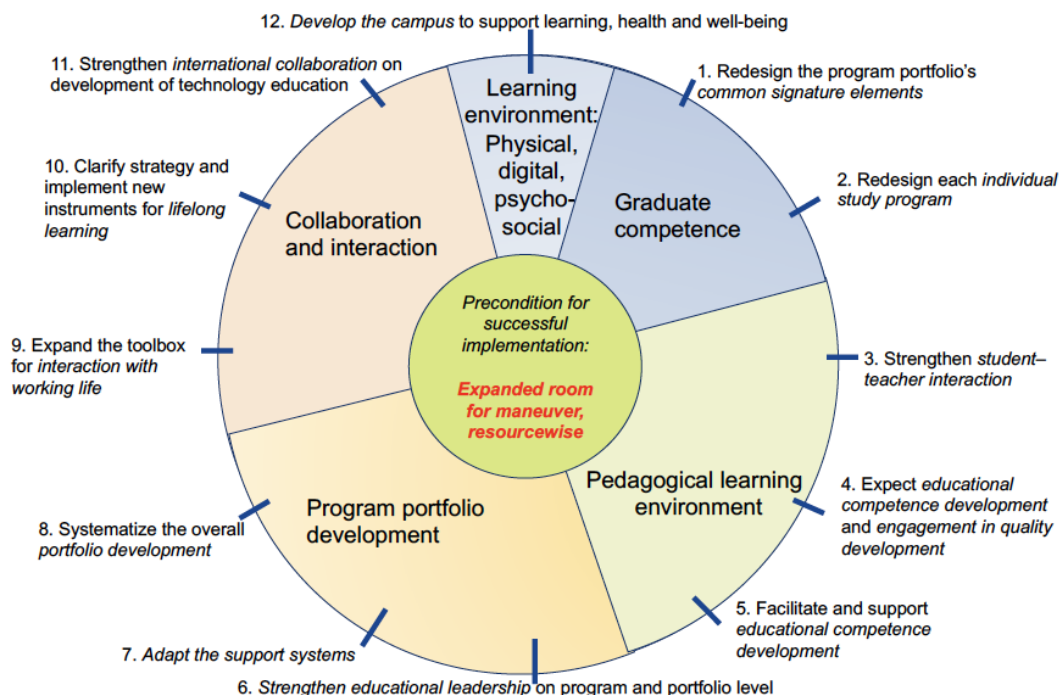 12. Develop the campus to support learning, health and well-being
11. Strengthen international collaboration on
development of technology education
1. Redesign the program portfolio's
common signature elements
Learning
environment:
Physical,
digital,
psycho-
social
10. Clarify strategy and
implement new
instruments for lifelong
learning
2. Redesign each individual
study program
Collaboration
and interaction
Graduate
competence
Precondition for
successful
implementation:
Expanded room
for maneuver,
resourcewise
9. Expand the toolbox
for interaction with
working life
3. Strengthen student–
teacher interaction
Pedagogical learning
environment
4. Expect educational
competence development
and engagement in quality
development
Program portfolio
development
8. Systematize the overall
portfolio development
5. Facilitate and support
educational competence
development
7. Adapt the support systems
6. Strengthen educational leadership on program and portfolio level